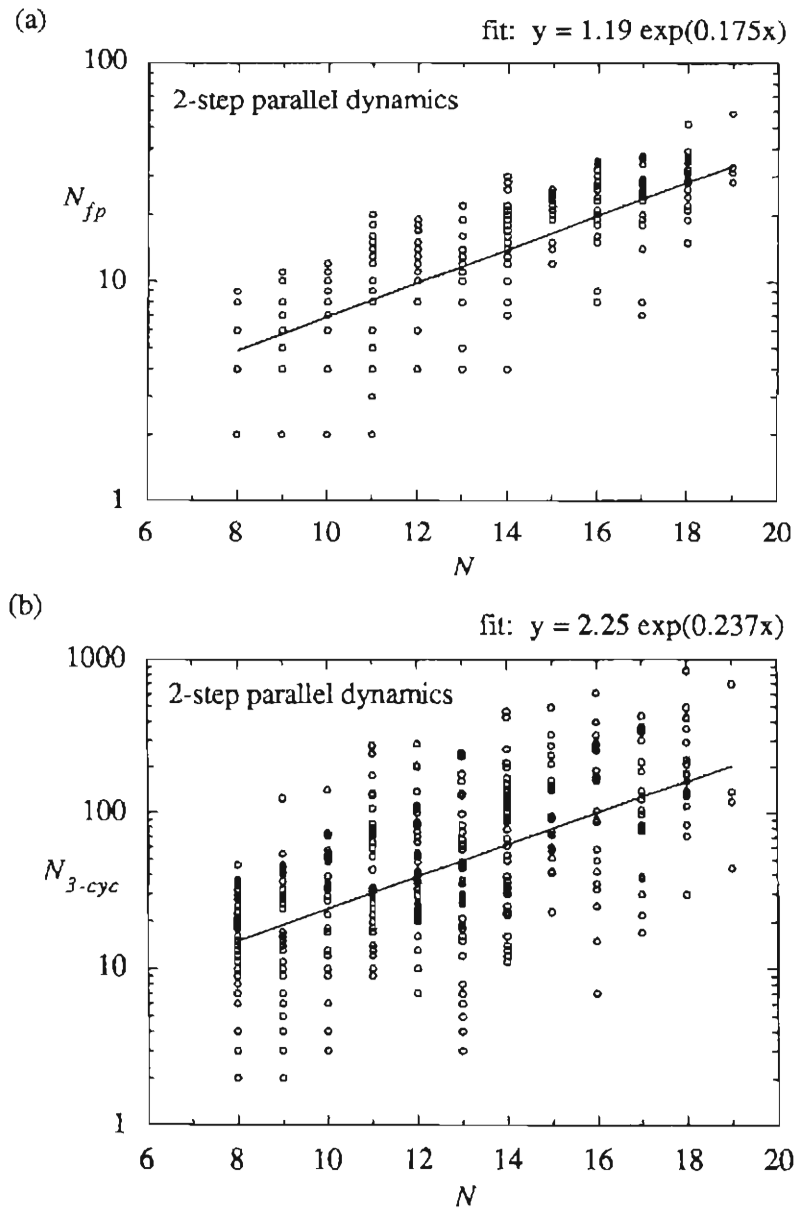 (a)
fit: y = 1.19 exp(0.175x)
100
2-step parallel dynamics
N_fp
10
1
6 8 10 12 14 16 18 20
N
(b)
fit: y = 2.25 exp(0.237x)
1000
2-step parallel dynamics
100
N_3-cyc
10
1
6 8 10 12 14 16 18 20
N